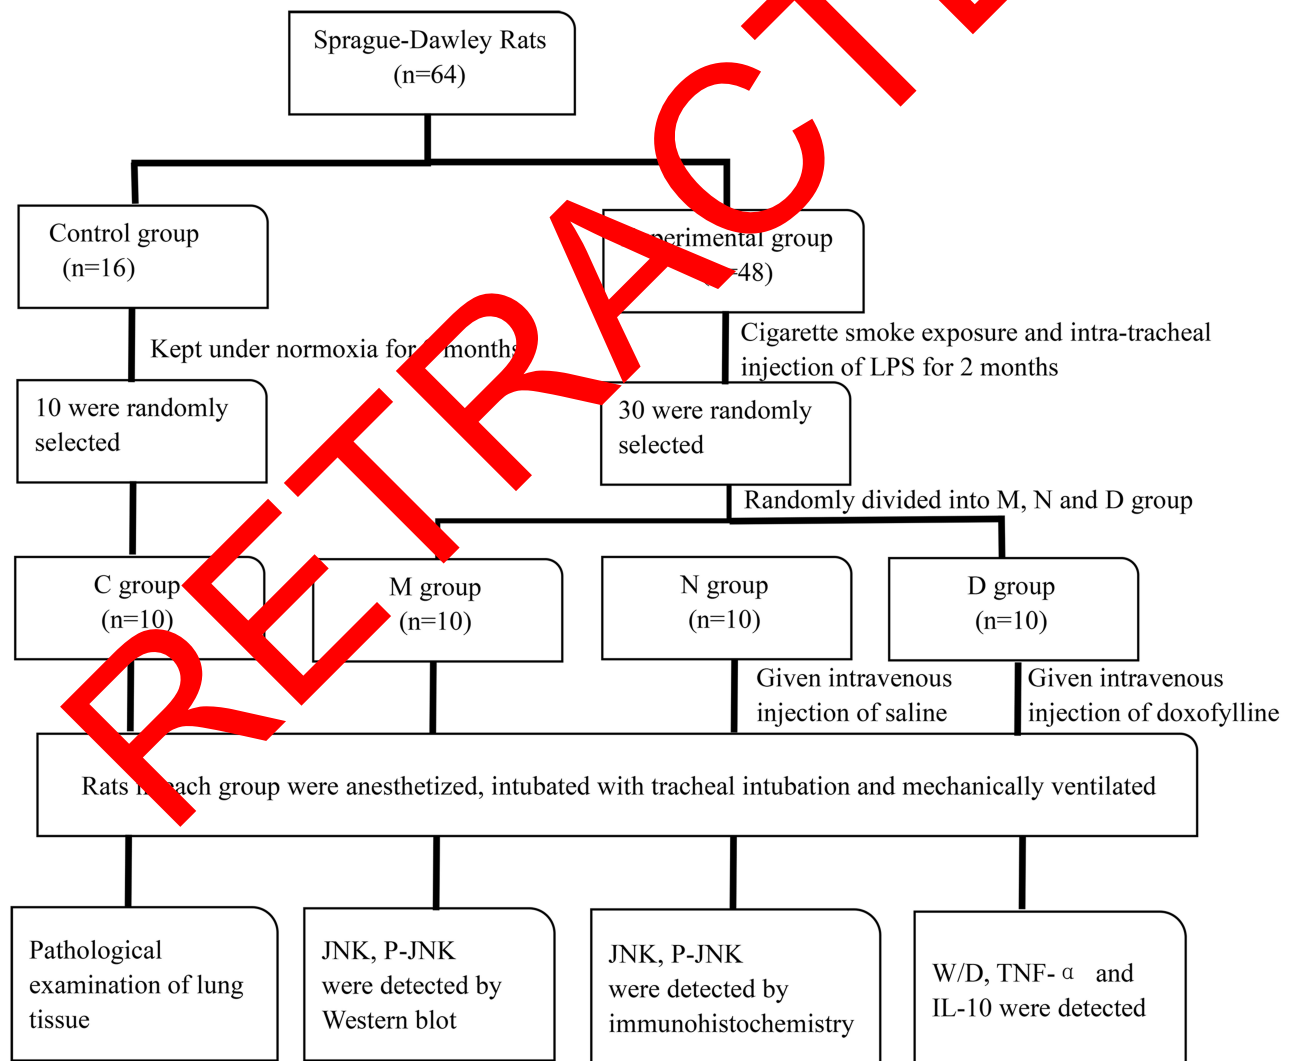 Sprague-Dawley Rats
(n=64)
Control group
(n=16)
perimental group
=48)
Kept under normoxia for months
Cigarette smoke exposure and intra-tracheal
injection of LPS for 2 months
10 were randomly
selected
30 were randomly
selected
Randomly divided into M, N and D group
C group
(n=10)
M group
(n=10)
N group
(n=10)
D group
(n=10)
Given intravenous
injection of saline
Given intravenous
injection of doxofylline
Rats each group were anesthetized, intubated with tracheal intubation and mechanically ventilated
Pathological
examination of lung
tissue
JNK, P-JNK
were detected by
Western blot
JNK, P-JNK
were detected by
immunohistochemistry
W/D, TNF-α and
IL-10 were detected
RETRACTE